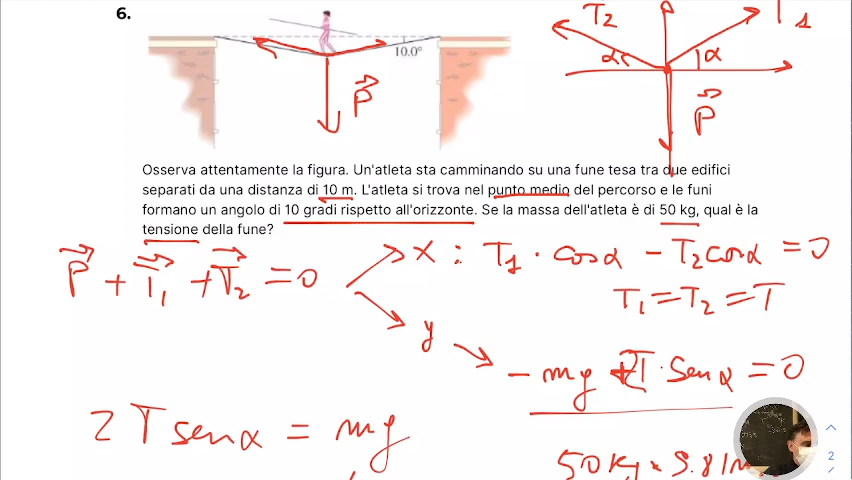 6.
10.0°
P
T2
T1
α
α
P
Osserva attentamente la figura. Un'atleta sta camminando su una fune tesa tra due edifici
separati da una distanza di 10 m. L'atleta si trova nel punto medio del percorso e le funi
formano un angolo di 10 gradi rispetto all'orizzonte. Se la massa dell'atleta è di 50 kg, qual è la
tensione della fune?
P + T1 + T2 = 0
x : T1 · cosα - T2 cosα = 0
T1 = T2 = T
y
- mg + 2T · senα = 0
2 T senα = mg
50 Kg × 9.81 m
2